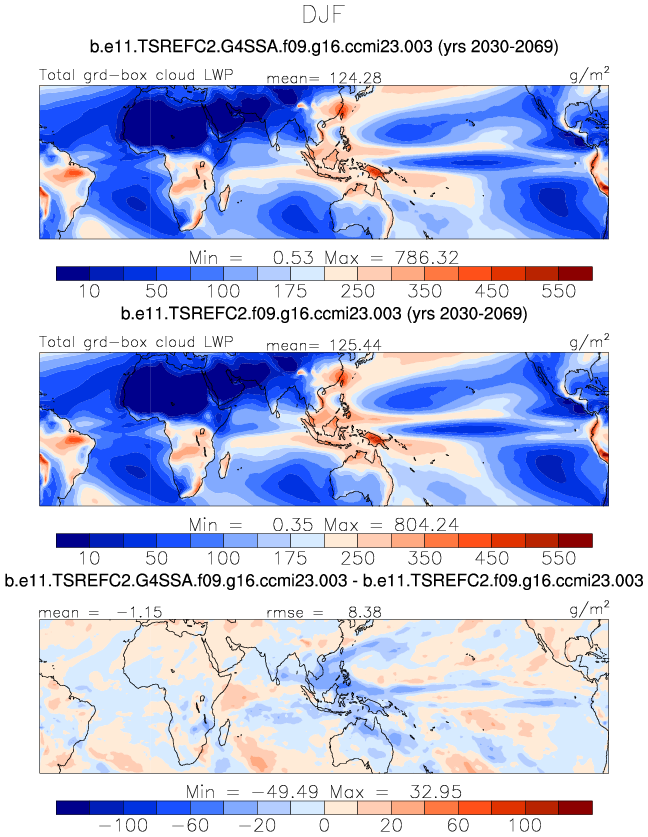 DJF
b.e11.TSREFC2.G4SSA.f09.g16.ccmi23.003 (yrs 2030-2069)
Total grd-box cloud LWP mean= 124.28 g/m²
Min = 0.53 Max = 786.32
10 50 100 175 250 350 450 550
b.e11.TSREFC2.f09.g16.ccmi23.003 (yrs 2030-2069)
Total grd-box cloud LWP mean= 125.44 g/m²
Min = 0.35 Max = 804.24
10 50 100 175 250 350 450 550
b.e11.TSREFC2.G4SSA.f09.g16.ccmi23.003 - b.e11.TSREFC2.f09.g16.ccmi23.003
mean = -1.15 rmse = 8.38 g/m²
Min = -49.49 Max = 32.95
-100 -60 -20 0 20 60 100